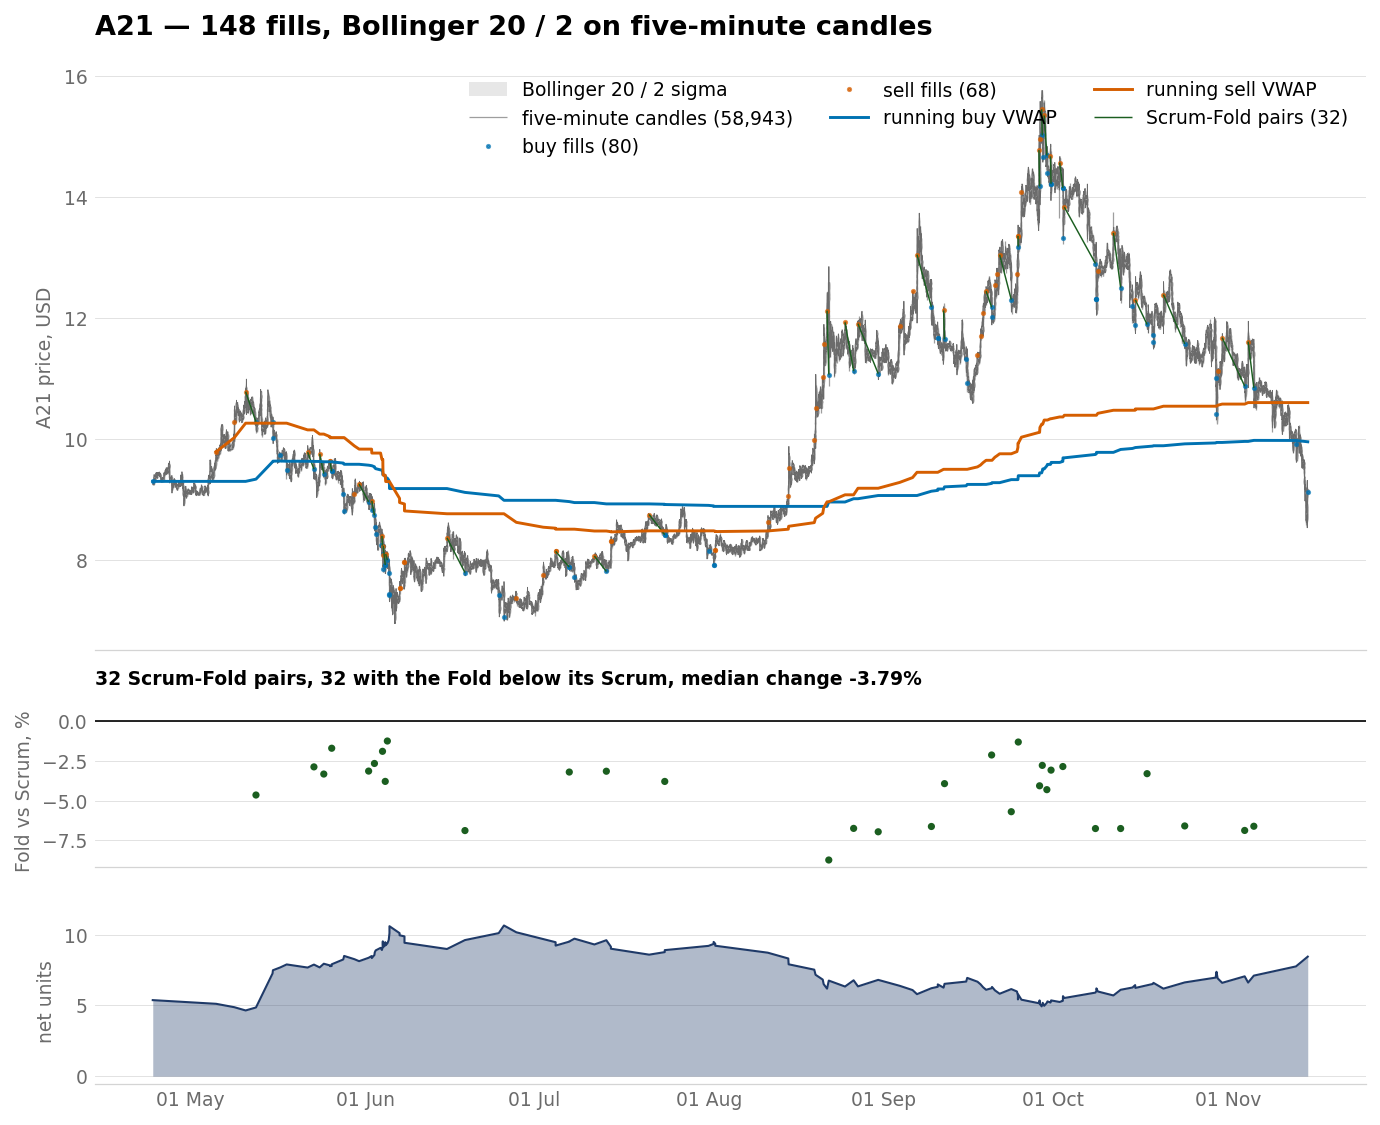 A21 — 148 fills, Bollinger 20 / 2 on five-minute candles
Bollinger 20 / 2 sigma
five-minute candles (58,943)
buy fills (80)
sell fills (68)
running buy VWAP
running sell VWAP
Scrum-Fold pairs (32)
A21 price, USD
16
14
12
10
8
32 Scrum-Fold pairs, 32 with the Fold below its Scrum, median change -3.79%
Fold vs Scrum, %
0.0
−2.5
−5.0
−7.5
net units
10
5
0
01 May
01 Jun
01 Jul
01 Aug
01 Sep
01 Oct
01 Nov